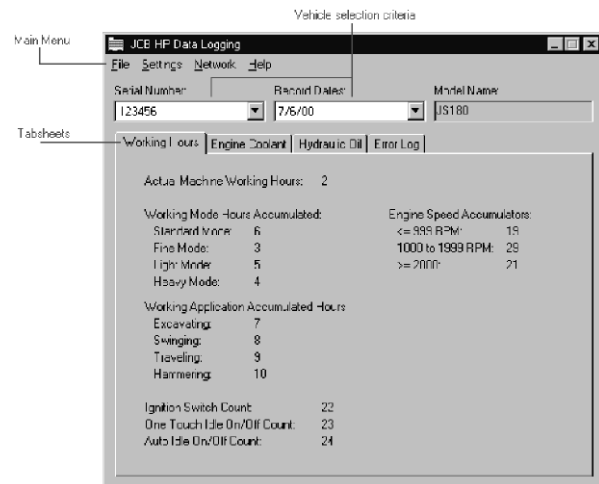 Vehicle selection criteria
Main Menu
JCB HP Data Logging
File Settings Network Help
Serial Number: Record Dates: Model Name:
123456 7/6/00 JS180
Tabsheets
Working Hours Engine Coolant Hydraulic Oil Error Log
Actual Machine Working Hours: 2
Working Mode Hours Accumulated: Engine Speed Accumulators:
Standard Mode: 6 <= 999 RPM: 19
Fine Mode: 3 1000 to 1999 RPM: 29
Light Mode: 5 >= 2000: 21
Heavy Mode: 4
Working Application Accumulated Hours
Excavating: 7
Swinging: 8
Traveling: 9
Hammering: 10
Ignition Switch Count: 22
One Touch Idle On/Off Count: 23
Auto Idle On/Off Count: 24